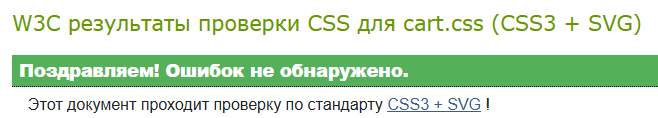 W3C результаты проверки CSS для cart.css (CSS3 + SVG)
Поздравляем! Ошибок не обнаружено.
Этот документ проходит проверку по стандарту CSS3 + SVG !